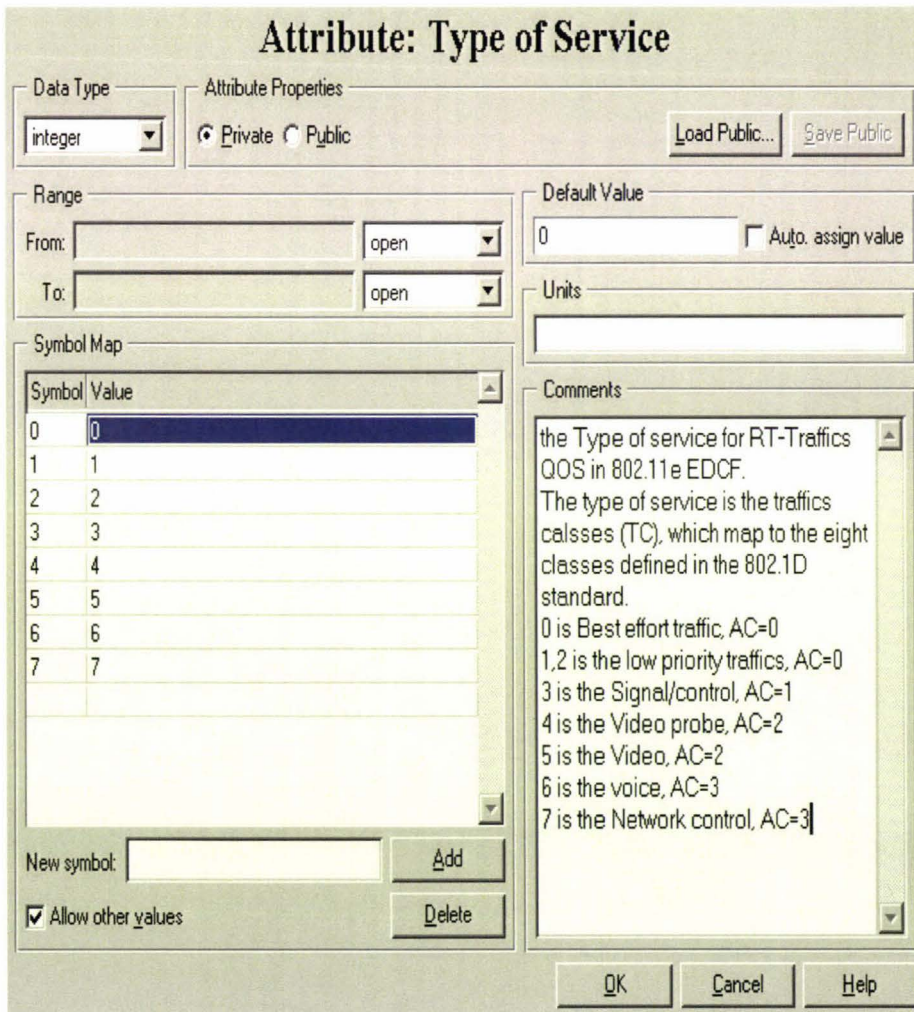 Attribute: Type of Service
Data Type
integer
Attribute Properties
Private Public
Load Public... Save Public
Range
From: open
To: open
Default Value
0 Auto. assign value
Units
Symbol Map
Symbol Value
0 0
1 1
2 2
3 3
4 4
5 5
6 6
7 7
New symbol: Add
Allow other values Delete
Comments
the Type of service for RT-Traffics
QOS in 802.11e EDCF.
The type of service is the traffics
calsses (TC), which map to the eight
classes defined in the 802.1D
standard.
0 is Best effort traffic, AC=0
1,2 is the low priority traffics, AC=0
3 is the Signal/control, AC=1
4 is the Video probe, AC=2
5 is the Video, AC=2
6 is the voice, AC=3
7 is the Network control, AC=3
OK Cancel Help